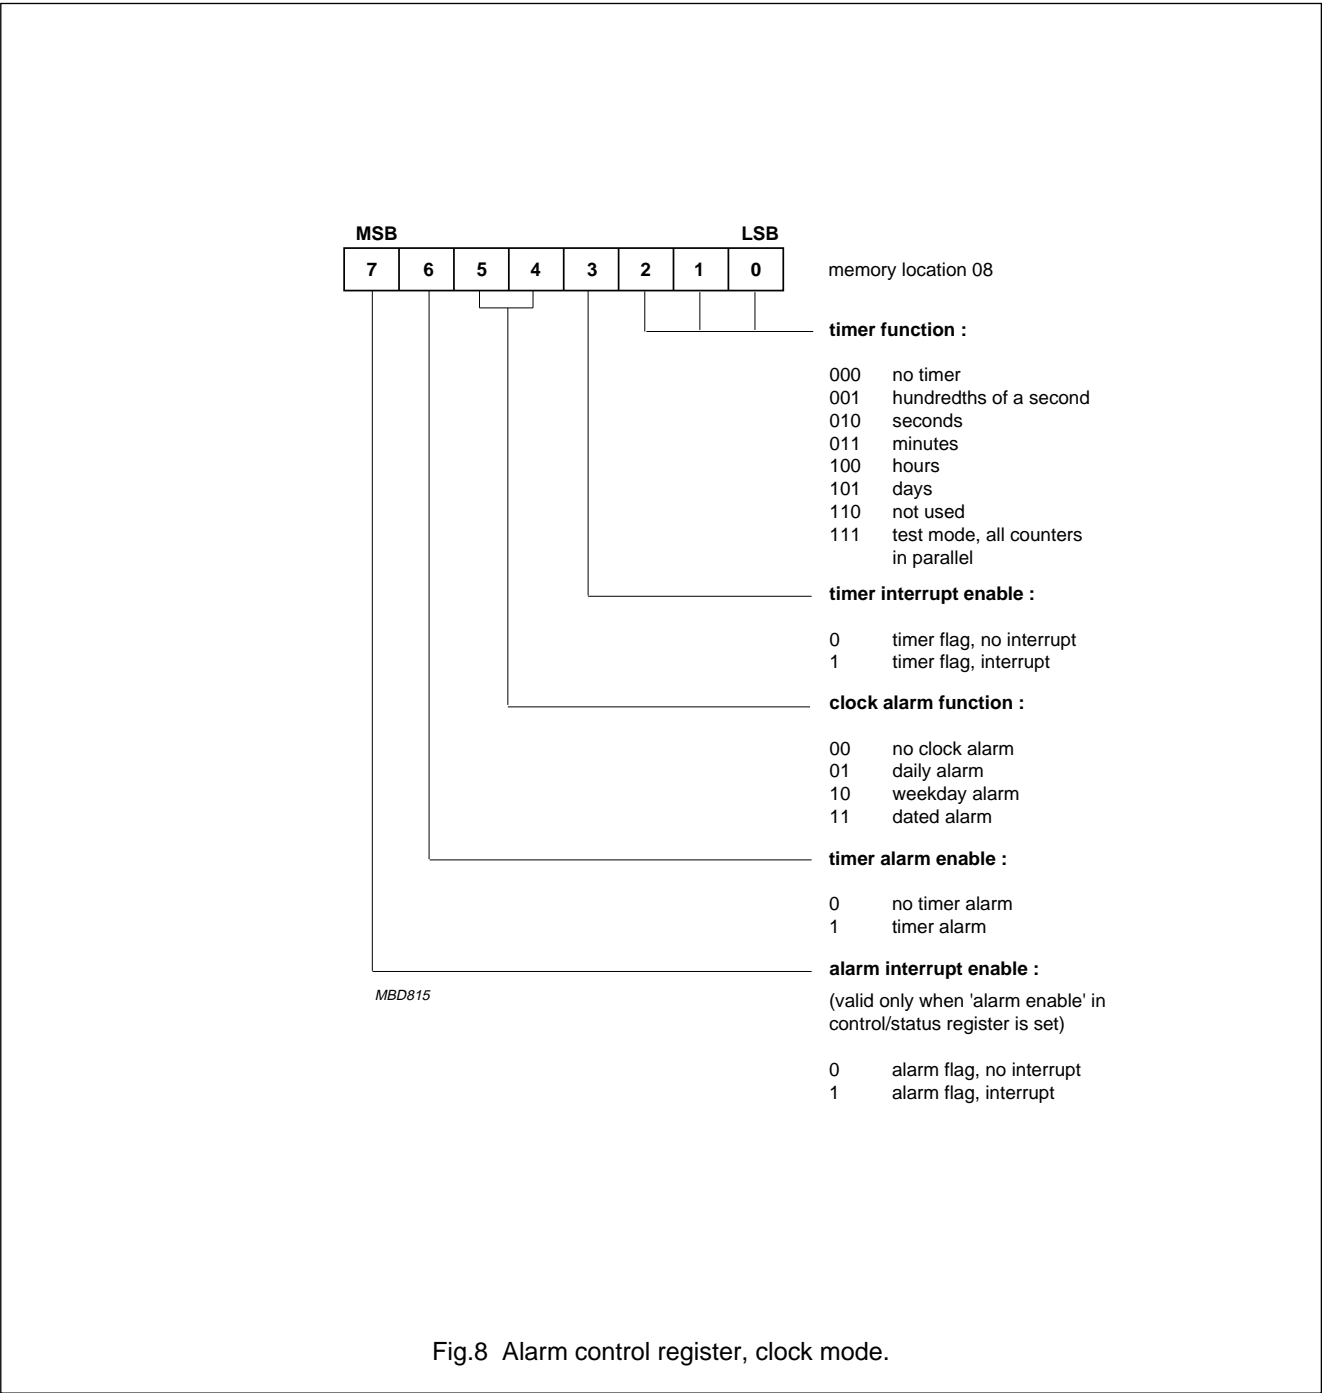 MSB LSB
7 6 5 4 3 2 1 0 memory location 08
timer function :
000 no timer
001 hundredths of a second
010 seconds
011 minutes
100 hours
101 days
110 not used
111 test mode, all counters
in parallel
timer interrupt enable :
0 timer flag, no interrupt
1 timer flag, interrupt
clock alarm function :
00 no clock alarm
01 daily alarm
10 weekday alarm
11 dated alarm
timer alarm enable :
0 no timer alarm
1 timer alarm
alarm interrupt enable :
MBD815
(valid only when 'alarm enable' in
control/status register is set)
0 alarm flag, no interrupt
1 alarm flag, interrupt
Fig.8 Alarm control register, clock mode.